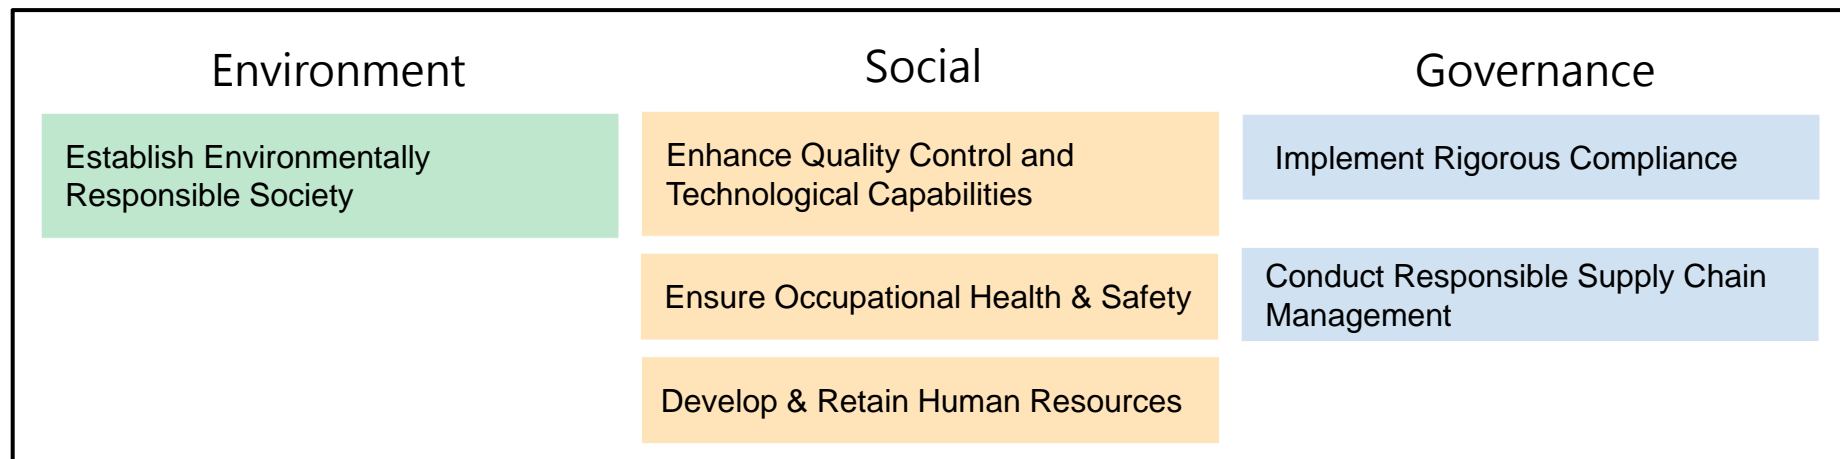 Environment
Establish Environmentally
Responsible Society
Social
Enhance Quality Control and
Technological Capabilities
Ensure Occupational Health & Safety
Develop & Retain Human Resources
Governance
Implement Rigorous Compliance
Conduct Responsible Supply Chain
Management